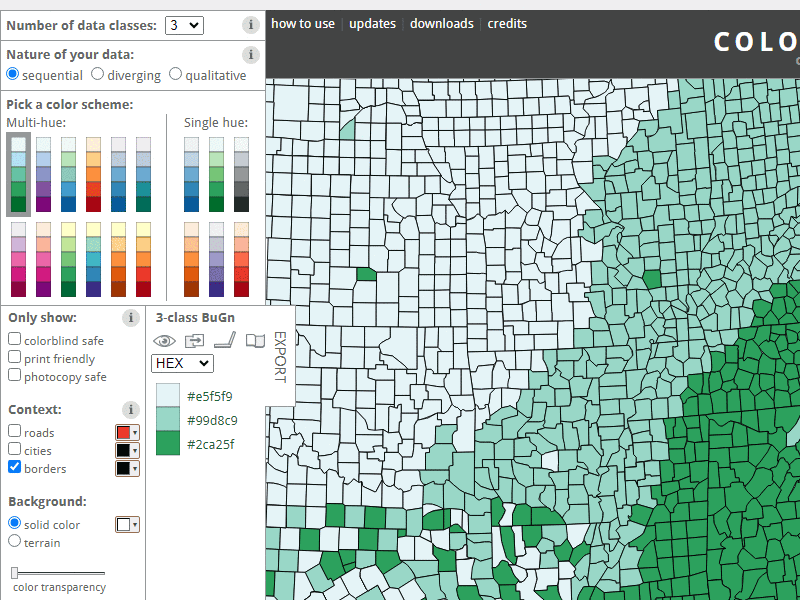 Number of data classes: 3 i
how to use | updates | downloads | credits
COLO
Nature of your data: i
sequential diverging qualitative
Pick a color scheme:
Multi-hue: Single hue:
Only show: i
colorblind safe
print friendly
photocopy safe
Context: i
roads
cities
borders
Background:
solid color
terrain
color transparency
3-class BuGn
EXPORT
HEX
#e5f5f9
#99d8c9
#2ca25f